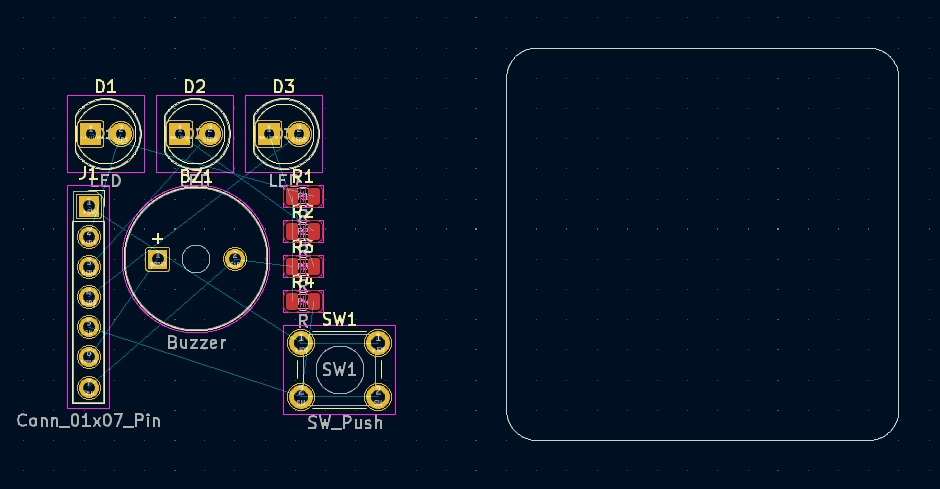 D1 D2 D3
J1 LED BZ1 LED R1
R2
R3
R4
+
R
SW1
Buzzer
SW1
Conn_01x07_Pin
SW_Push